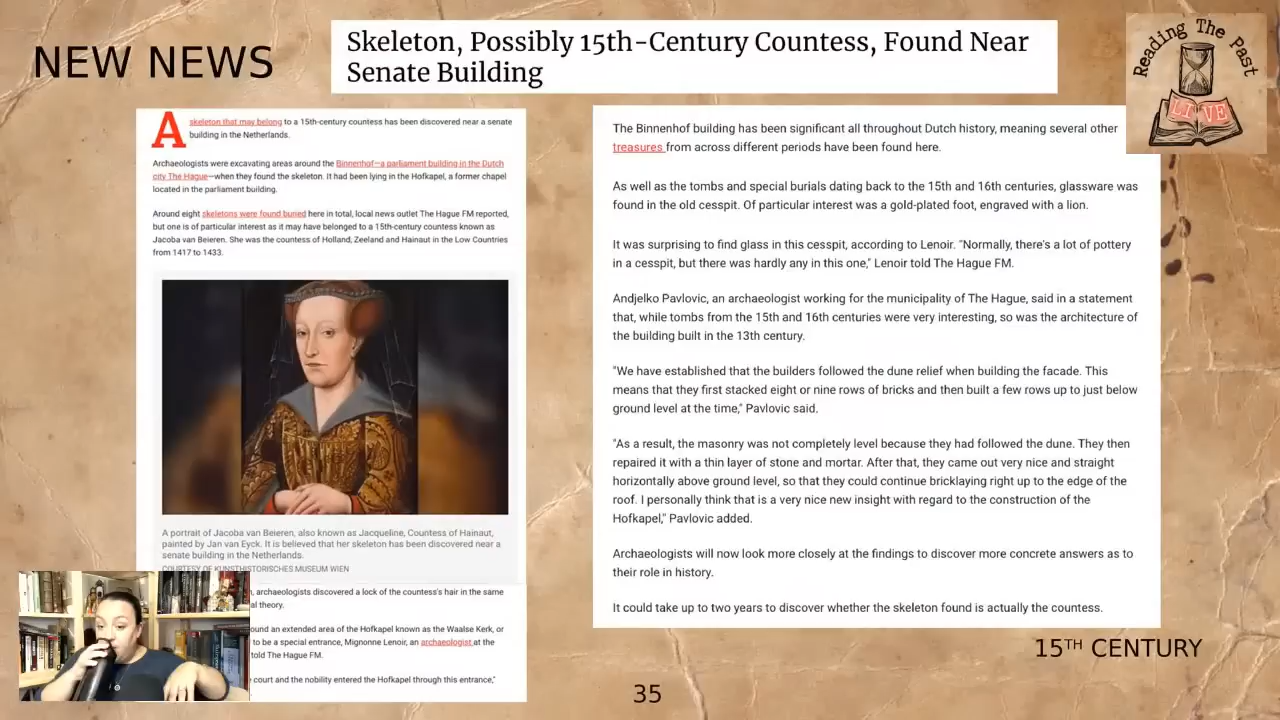 NEW NEWS
Skeleton, Possibly 15th-Century Countess, Found Near
Senate Building
Reading The Past
LIVE
A skeleton that may belong to a 15th-century countess has been discovered near a senate
building in the Netherlands.
Archaeologists were excavating areas around the Binnenhof—a parliament building in the Dutch
city The Hague—when they found the skeleton. It had been lying in the Hofkapel, a former chapel
located in the parliament building.
Around eight skeletons were found buried here in total, local news outlet The Hague FM reported,
but one is of particular interest as it may have belonged to a 15th-century countess known as
Jacoba van Beieren. She was the countess of Holland, Zeeland and Hainaut in the Low Countries
from 1417 to 1433.
A portrait of Jacoba van Beieren, also known as Jacqueline, Countess of Hainaut,
painted by Jan van Eyck. It is believed that her skeleton has been discovered near a
senate building in the Netherlands.
COURTESY OF KUNSTHISTORISCHES MUSEUM WIEN
archaeologists discovered a lock of the countess's hair in the same
theory.
an extended area of the Hofkapel known as the Waalse Kerk, or
to be a special entrance, Mignonne Lenoir, an archaeologist at the
told The Hague FM.
court and the nobility entered the Hofkapel through this entrance,"
The Binnenhof building has been significant all throughout Dutch history, meaning several other
treasures from across different periods have been found here.
As well as the tombs and special burials dating back to the 15th and 16th centuries, glassware was
found in the old cesspit. Of particular interest was a gold-plated foot, engraved with a lion.
It was surprising to find glass in this cesspit, according to Lenoir. "Normally, there's a lot of pottery
in a cesspit, but there was hardly any in this one," Lenoir told The Hague FM.
Andjelko Pavlovic, an archaeologist working for the municipality of The Hague, said in a statement
that, while tombs from the 15th and 16th centuries were very interesting, so was the architecture of
the building built in the 13th century.
"We have established that the builders followed the dune relief when building the facade. This
means that they first stacked eight or nine rows of bricks and then built a few rows up to just below
ground level at the time," Pavlovic said.
"As a result, the masonry was not completely level because they had followed the dune. They then
repaired it with a thin layer of stone and mortar. After that, they came out very nice and straight
horizontally above ground level, so that they could continue bricklaying right up to the edge of the
roof. I personally think that is a very nice new insight with regard to the construction of the
Hofkapel," Pavlovic added.
Archaeologists will now look more closely at the findings to discover more concrete answers as to
their role in history.
It could take up to two years to discover whether the skeleton found is actually the countess.
15TH CENTURY
35